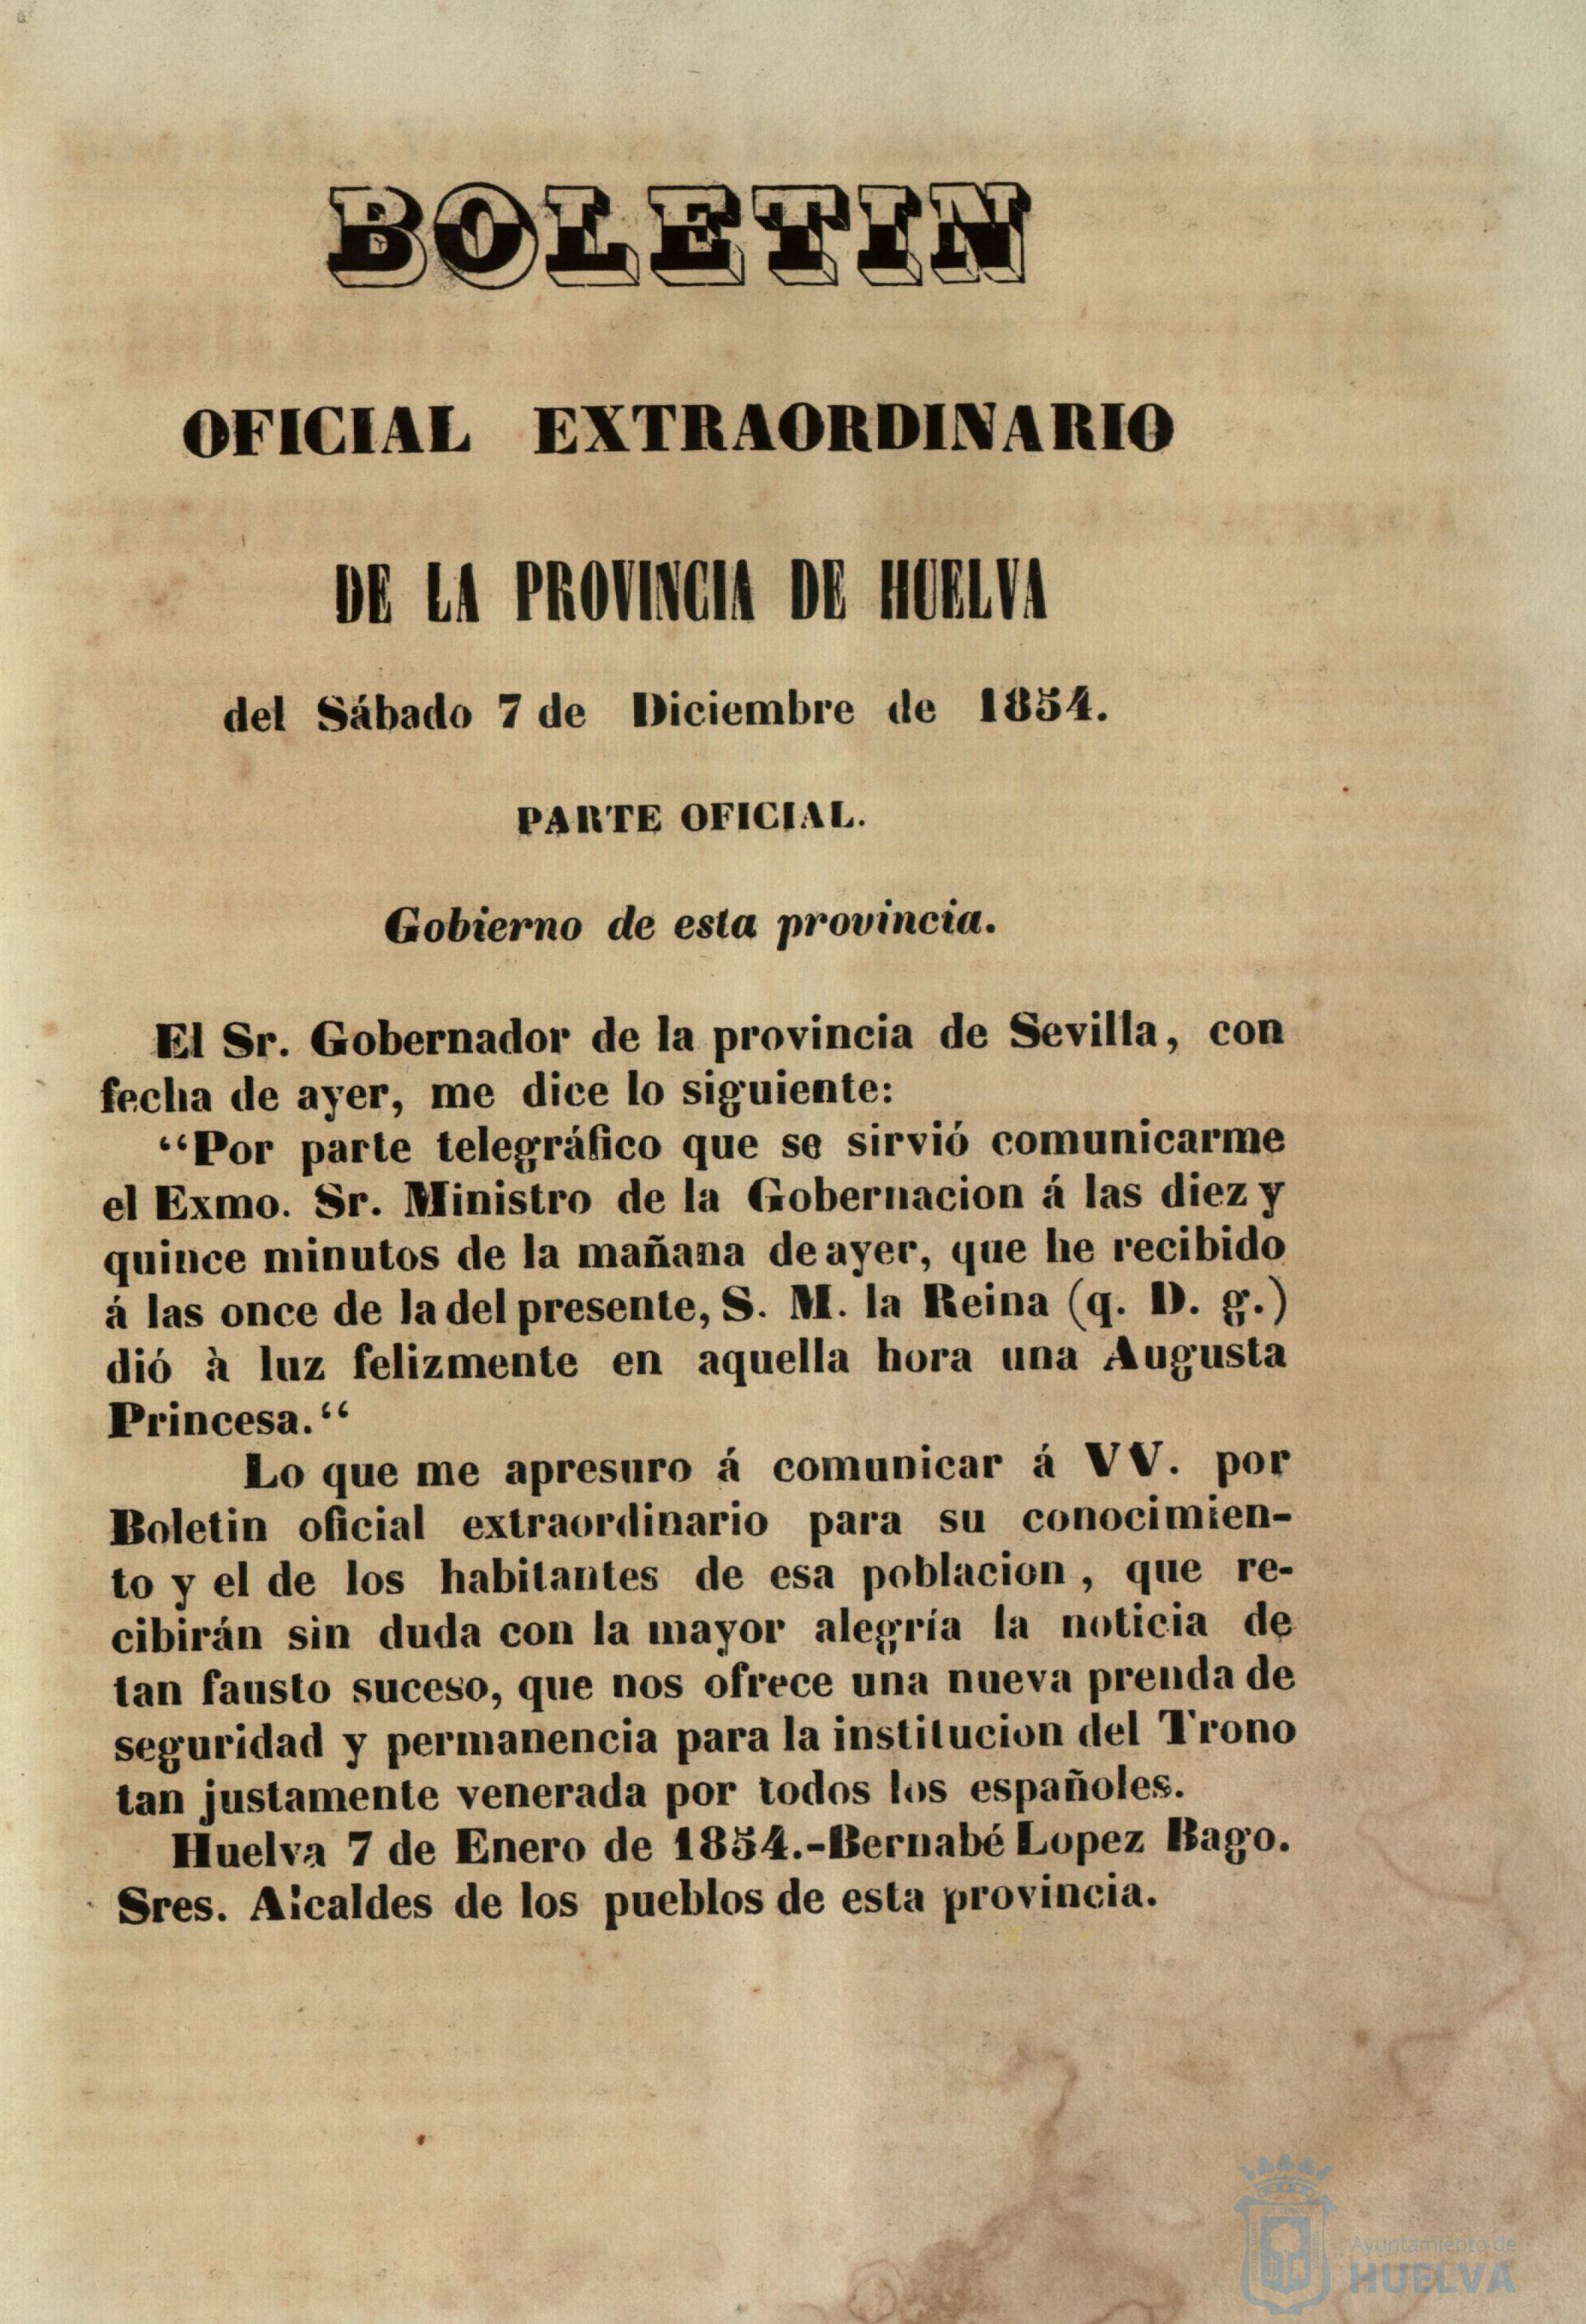 BOLETIN
OFICIAL EXTRAORDINARIO
DE LA PROVINCIA DE HUELVA
del Sábado 7 de Diciembre de 1854.
PARTE OFICIAL.
Gobierno de esta provincia.
El Sr. Gobernador de la provincia de Sevilla, con
fecha de ayer, me dice lo siguiente:
“Por parte telegráfico que se sirvió comunicarme
el Exmo. Sr. Ministro de la Gobernacion á las diez y
quince minutos de la mañana de ayer, que he recibido
á las once de la del presente, S. M. la Reina (q. D. g.)
dió à luz felizmente en aquella hora una Augusta
Princesa.“
Lo que me apresuro á comunicar á VV. por
Boletin oficial extraordinario para su conocimien-
to y el de los habitantes de esa poblacion, que re-
cibirán sin duda con la mayor alegría la noticia de
tan fausto suceso, que nos ofrece una nueva prenda de
seguridad y permanencia para la institucion del Trono
tan justamente venerada por todos los españoles.
Huelva 7 de Enero de 1854.-Bernabé Lopez Bago.
Sres. Alcaldes de los pueblos de esta provincia.
Ayuntamiento de
HUELVA